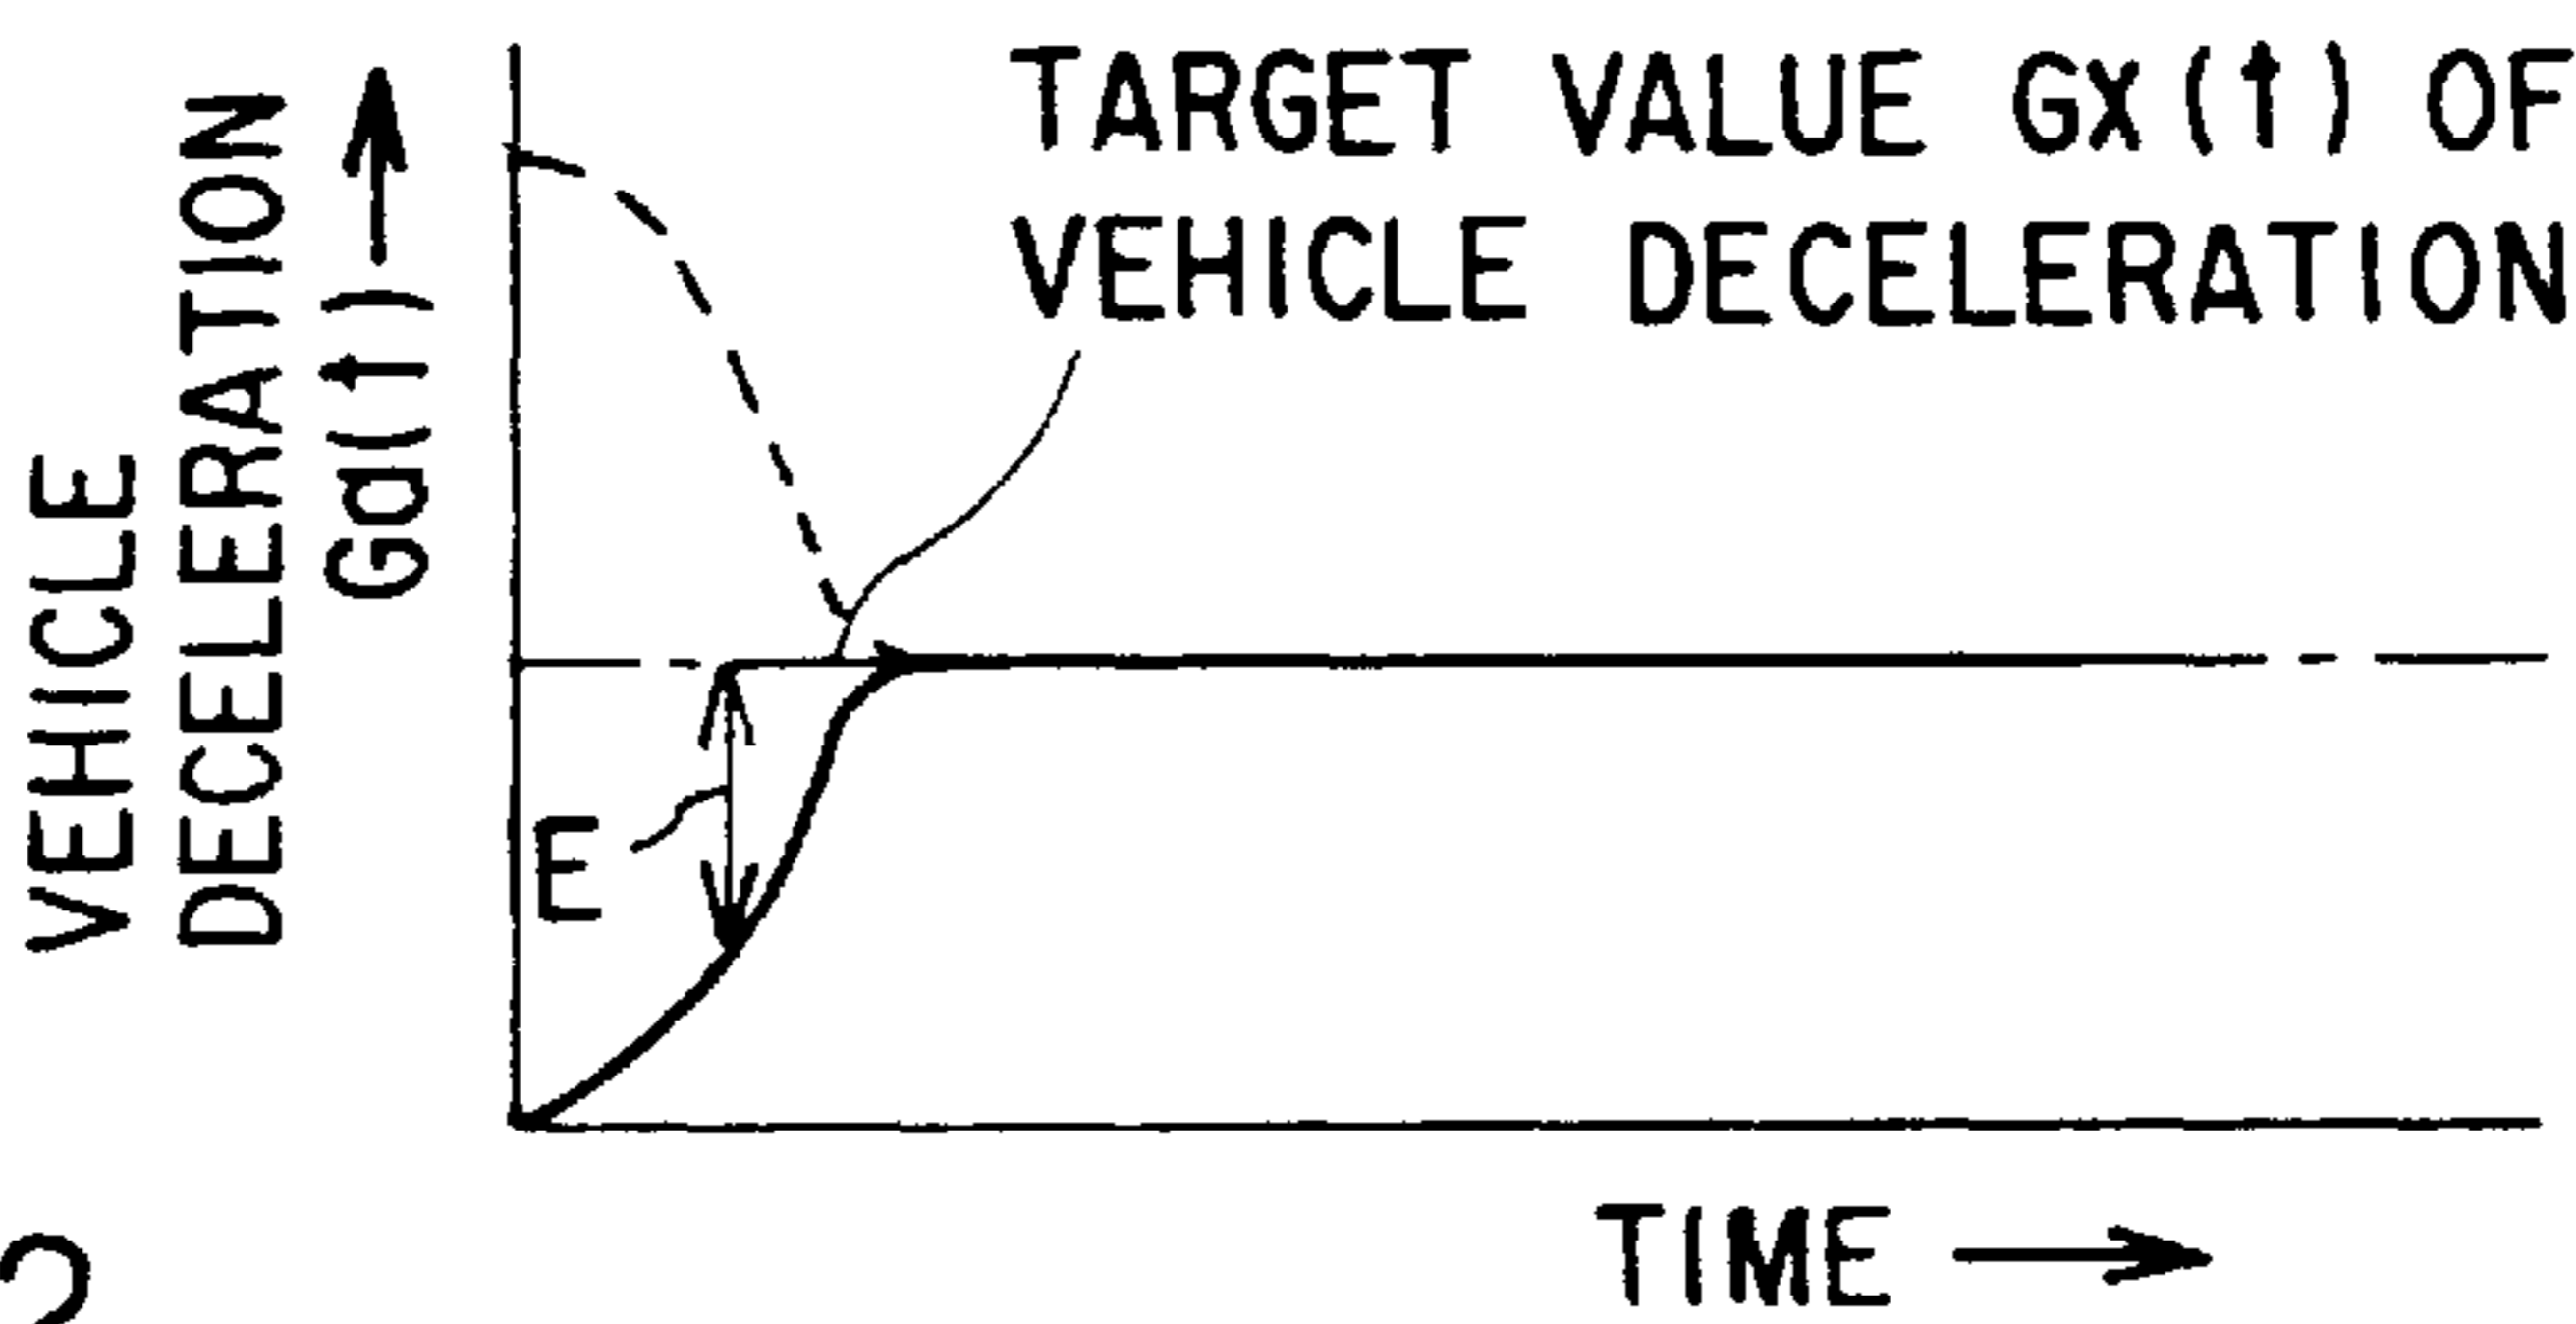 TARGET VALUE GX(t) OF
VEHICLE DECELERATION
VEHICLE
DECELERATION
Ga(t)
E
TIME
2